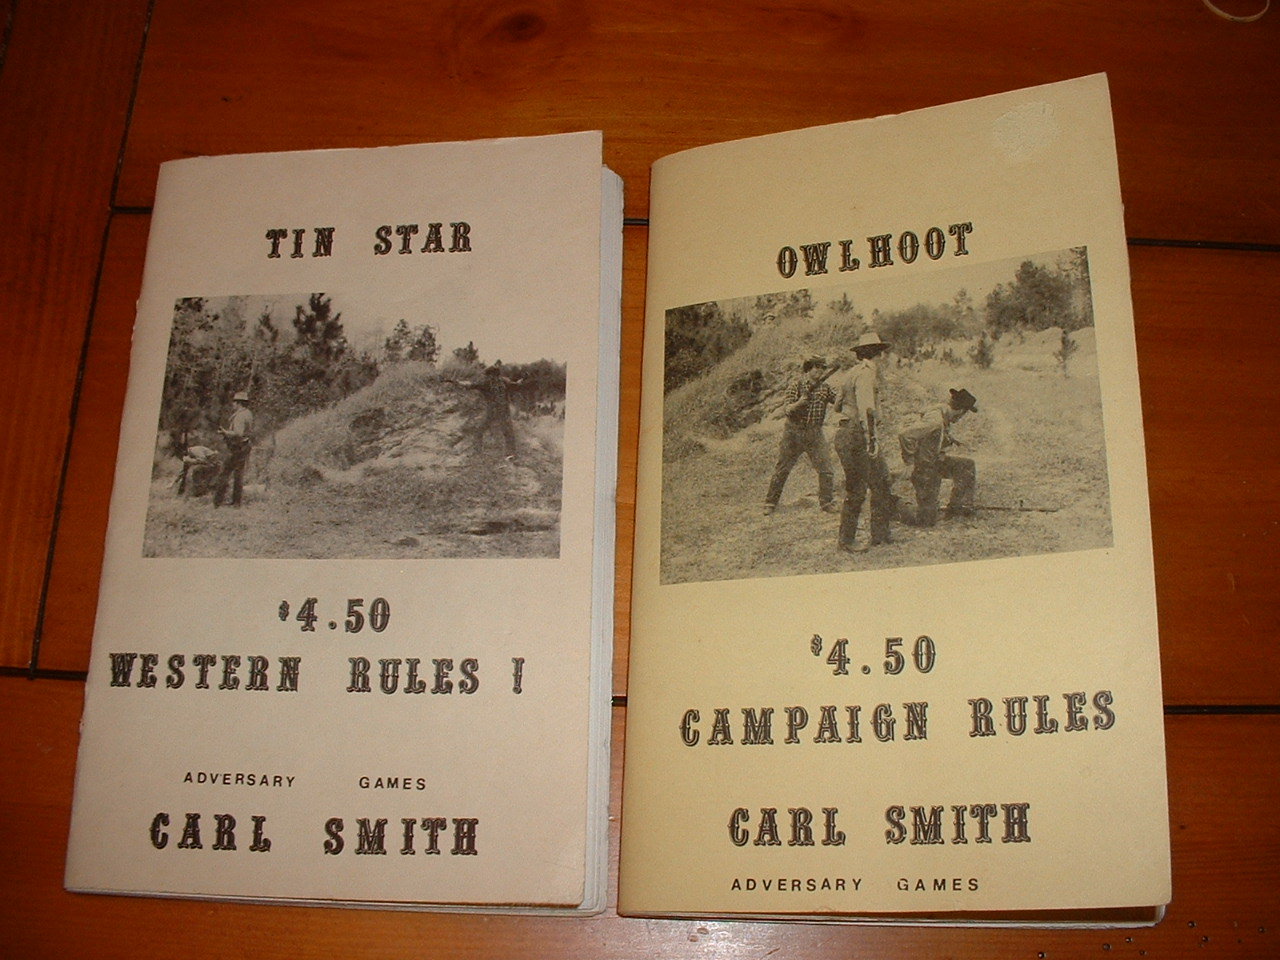 TIN STAR
$4.50
WESTERN RULES !
ADVERSARY GAMES
CARL SMITH
OWLHOOT
$4.50
CAMPAIGN RULES
CARL SMITH
ADVERSARY GAMES